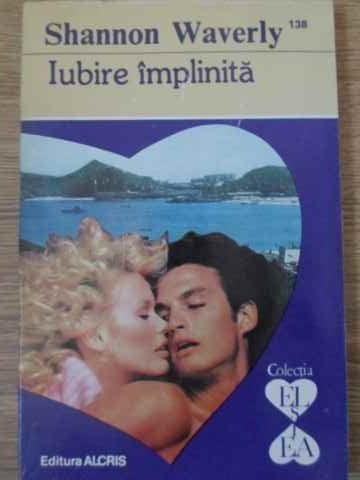 Shannon Waverly 138
Iubire împlinită
Colecția
EL
ȘI
EA
Editura ALCRIS